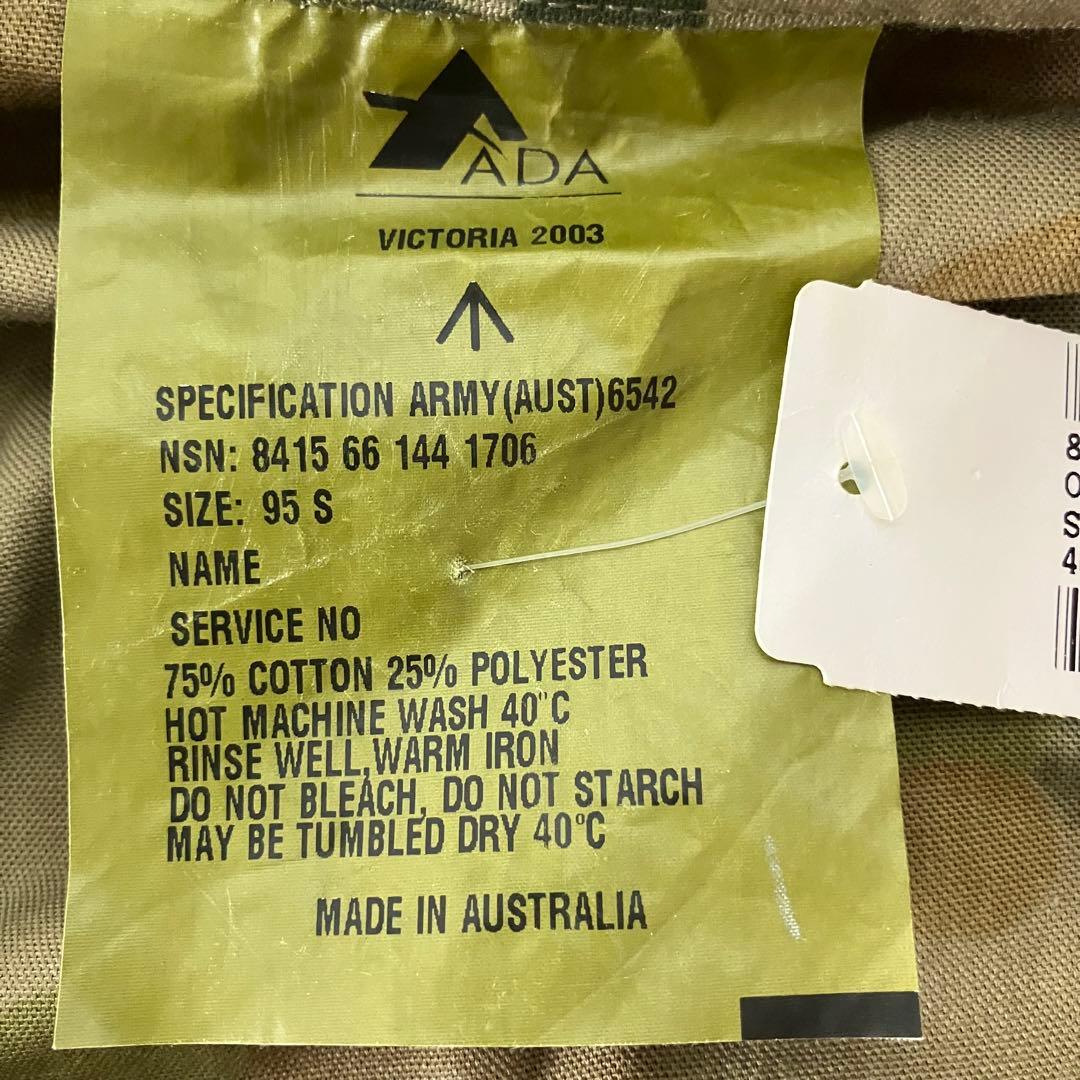 ADA
VICTORIA 2003
SPECIFICATION ARMY(AUST)6542
NSN: 8415 66 144 1706
SIZE: 95 S
NAME
SERVICE NO
75% COTTON 25% POLYESTER
HOT MACHINE WASH 40°C
RINSE WELL,WARM IRON
DO NOT BLEACH, DO NOT STARCH
MAY BE TUMBLED DRY 40°C
MADE IN AUSTRALIA
8
S
4